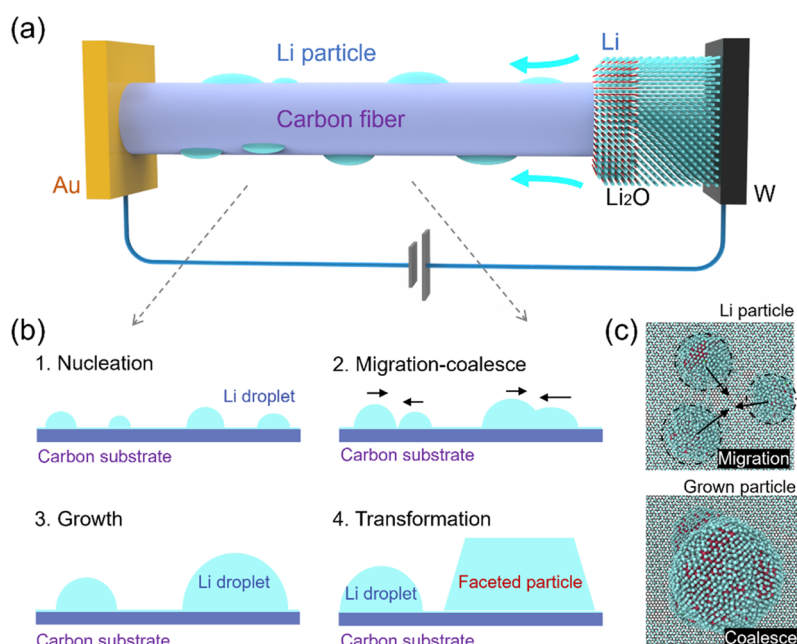 (a)
Li particle
Li
Carbon fiber
Au
Li₂O
W
(b)
1. Nucleation
Li droplet
Carbon substrate
2. Migration-coalesce
Carbon substrate
3. Growth
Li droplet
Carbon substrate
4. Transformation
Li droplet
Faceted particle
Carbon substrate
(c)
Li particle
Migration
Grown particle
Coalesce